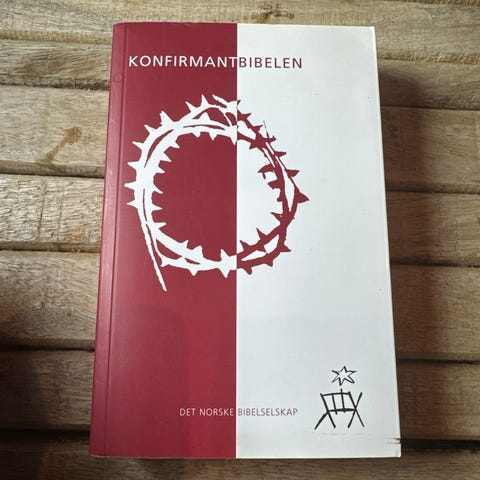 KONFIRMANTBIBELEN
DET NORSKE BIBELSELSKAP